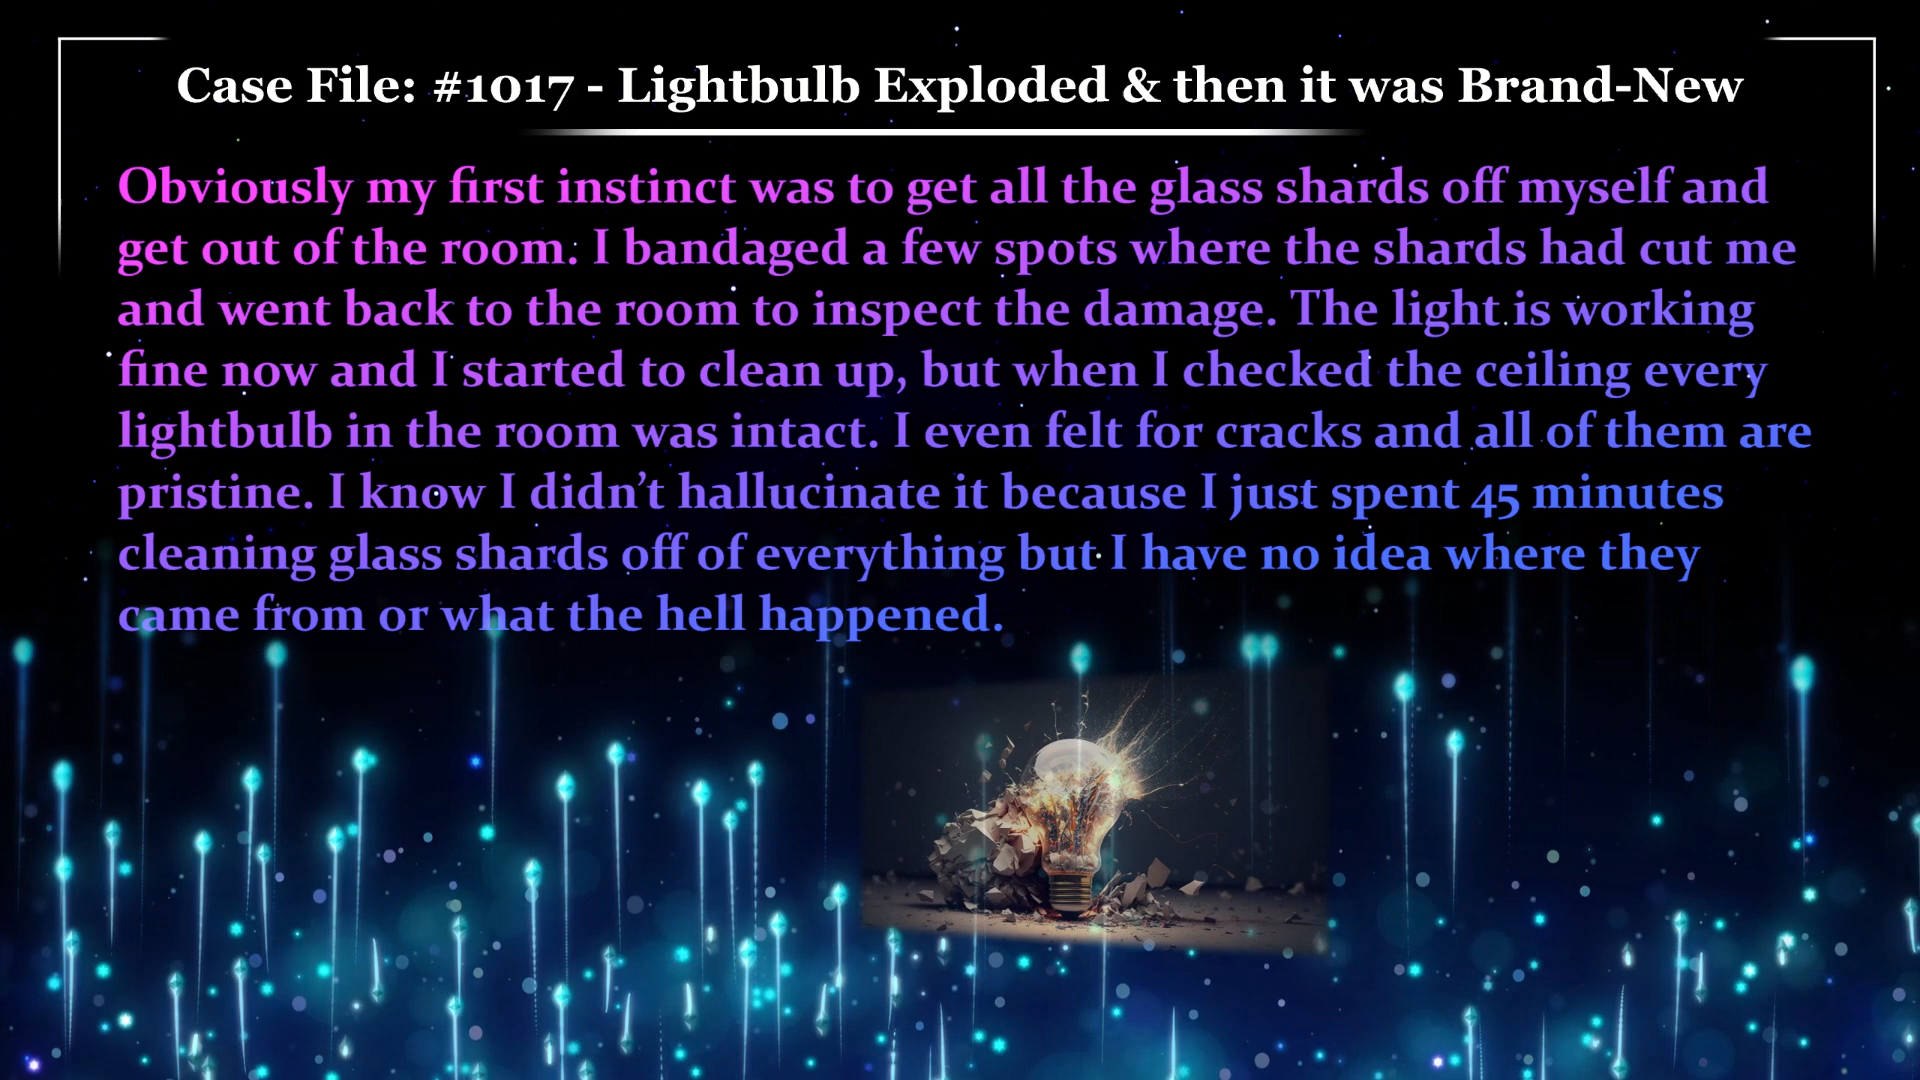 Case File: #1017 - Lightbulb Exploded & then it was Brand-New
Obviously my first instinct was to get all the glass shards off myself and
get out of the room. I bandaged a few spots where the shards had cut me
and went back to the room to inspect the damage. The light is working
fine now and I started to clean up, but when I checked the ceiling every
lightbulb in the room was intact. I even felt for cracks and all of them are
pristine. I know I didn’t hallucinate it because I just spent 45 minutes
cleaning glass shards off of everything but I have no idea where they
came from or what the hell happened.